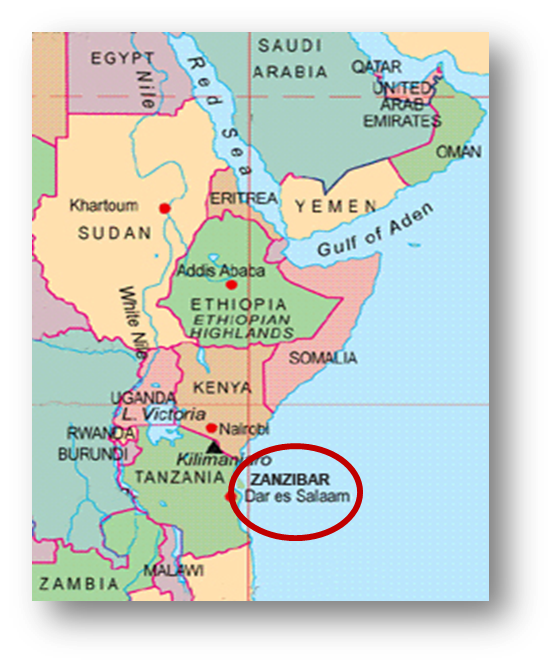 EGYPT
Nile
Red Sea
SAUDI
ARABIA
QATAR
UNITED
ARAB
EMIRATES
OMAN
Khartoum
SUDAN
ERITREA
YEMEN
Gulf of Aden
Addis Ababa
ETHIOPIA
ETHIOPIAN
HIGHLANDS
White Nile
SOMALIA
UGANDA
KENYA
L. Victoria
RWANDA
Nairobi
BURUNDI
Kilimanjaro
TANZANIA
ZANZIBAR
Dar es Salaam
MALAWI
ZAMBIA